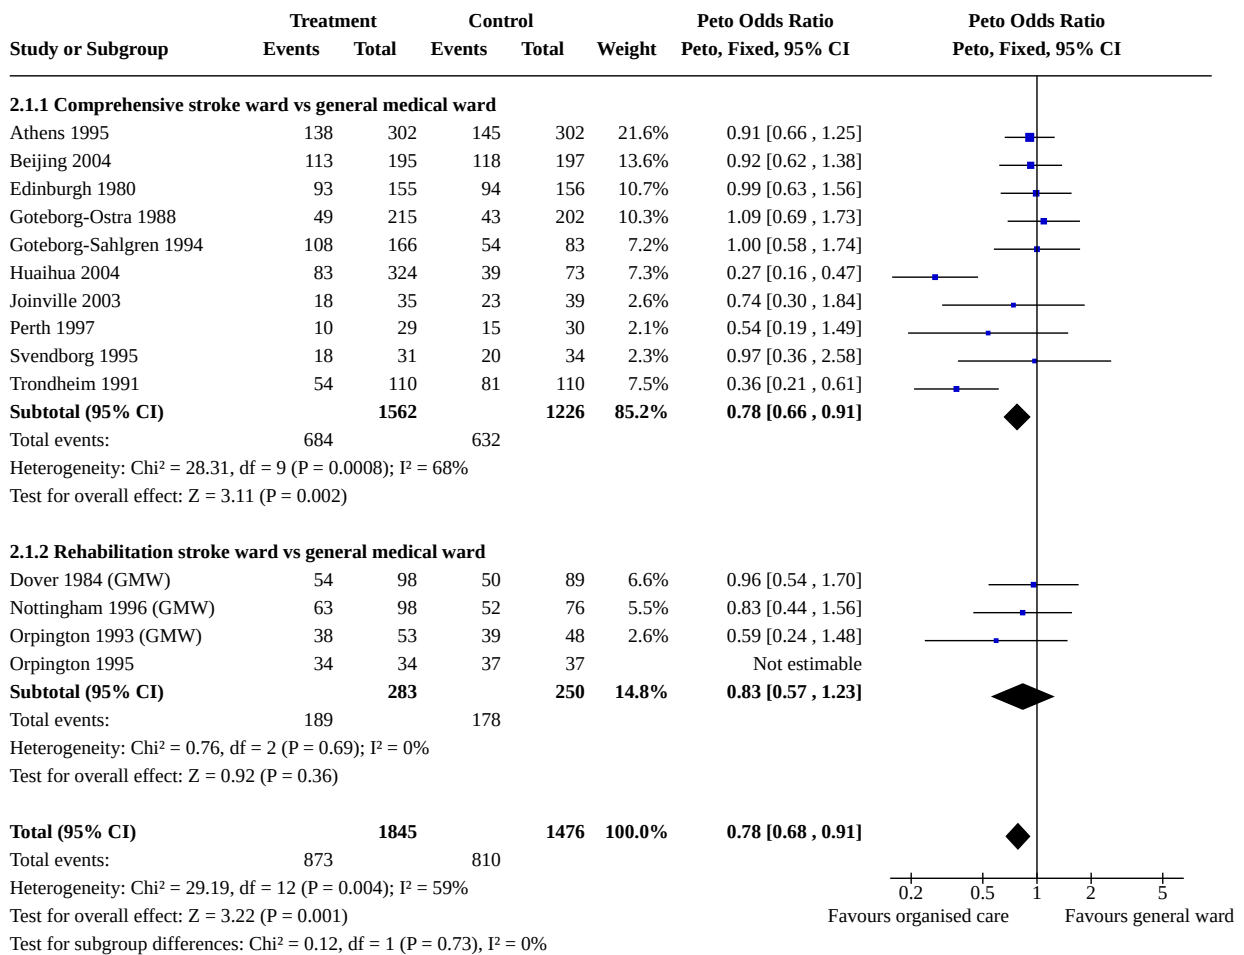 Treatment Control Peto Odds Ratio Peto Odds Ratio
Study or Subgroup Events Total Events Total Weight Peto, Fixed, 95% CI Peto, Fixed, 95% CI
2.1.1 Comprehensive stroke ward vs general medical ward
Athens 1995 138 302 145 302 21.6% 0.91 [0.66 , 1.25]
Beijing 2004 113 195 118 197 13.6% 0.92 [0.62 , 1.38]
Edinburgh 1980 93 155 94 156 10.7% 0.99 [0.63 , 1.56]
Goteborg-Ostra 1988 49 215 43 202 10.3% 1.09 [0.69 , 1.73]
Goteborg-Sahlgren 1994 108 166 54 83 7.2% 1.00 [0.58 , 1.74]
Huaihua 2004 83 324 39 73 7.3% 0.27 [0.16 , 0.47]
Joinville 2003 18 35 23 39 2.6% 0.74 [0.30 , 1.84]
Perth 1997 10 29 15 30 2.1% 0.54 [0.19 , 1.49]
Svendborg 1995 18 31 20 34 2.3% 0.97 [0.36 , 2.58]
Trondheim 1991 54 110 81 110 7.5% 0.36 [0.21 , 0.61]
Subtotal (95% CI) 1562 1226 85.2% 0.78 [0.66 , 0.91]
Total events: 684 632
Heterogeneity: Chi² = 28.31, df = 9 (P = 0.0008); I² = 68%
Test for overall effect: Z = 3.11 (P = 0.002)
2.1.2 Rehabilitation stroke ward vs general medical ward
Dover 1984 (GMW) 54 98 50 89 6.6% 0.96 [0.54 , 1.70]
Nottingham 1996 (GMW) 63 98 52 76 5.5% 0.83 [0.44 , 1.56]
Orpington 1993 (GMW) 38 53 39 48 2.6% 0.59 [0.24 , 1.48]
Orpington 1995 34 34 37 37 Not estimable
Subtotal (95% CI) 283 250 14.8% 0.83 [0.57 , 1.23]
Total events: 189 178
Heterogeneity: Chi² = 0.76, df = 2 (P = 0.69); I² = 0%
Test for overall effect: Z = 0.92 (P = 0.36)
Total (95% CI) 1845 1476 100.0% 0.78 [0.68 , 0.91]
Total events: 873 810
Heterogeneity: Chi² = 29.19, df = 12 (P = 0.004); I² = 59%
0.2 0.5 1 2 5
Test for overall effect: Z = 3.22 (P = 0.001) Favours organised care Favours general ward
Test for subgroup differences: Chi² = 0.12, df = 1 (P = 0.73), I² = 0%